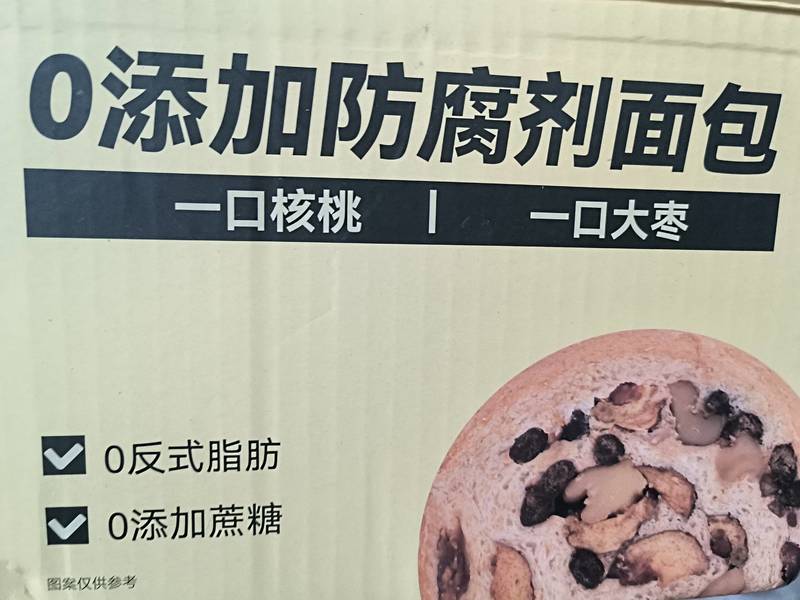 0添加防腐剂面包
一口核桃 | 一口大枣
0反式脂肪
0添加蔗糖
图案仅供参考